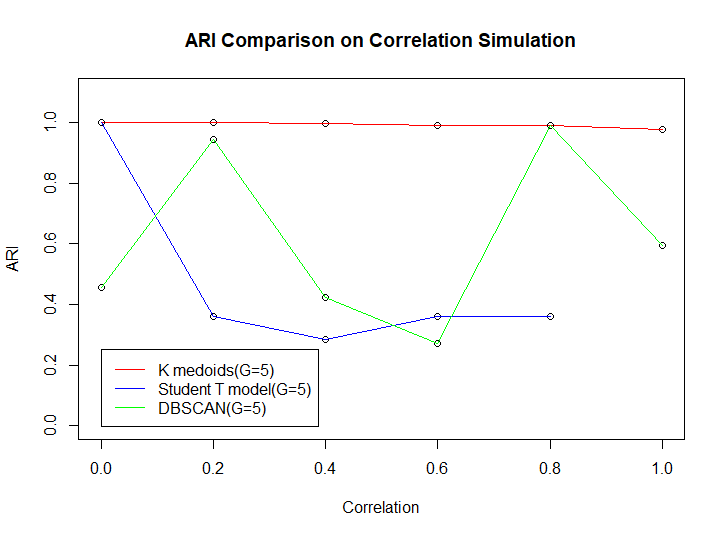 ARI Comparison on Correlation Simulation
ARI
1.0
0.8
0.6
0.4
0.2
0.0
K medoids(G=5)
Student T model(G=5)
DBSCAN(G=5)
0.0 0.2 0.4 0.6 0.8 1.0
Correlation